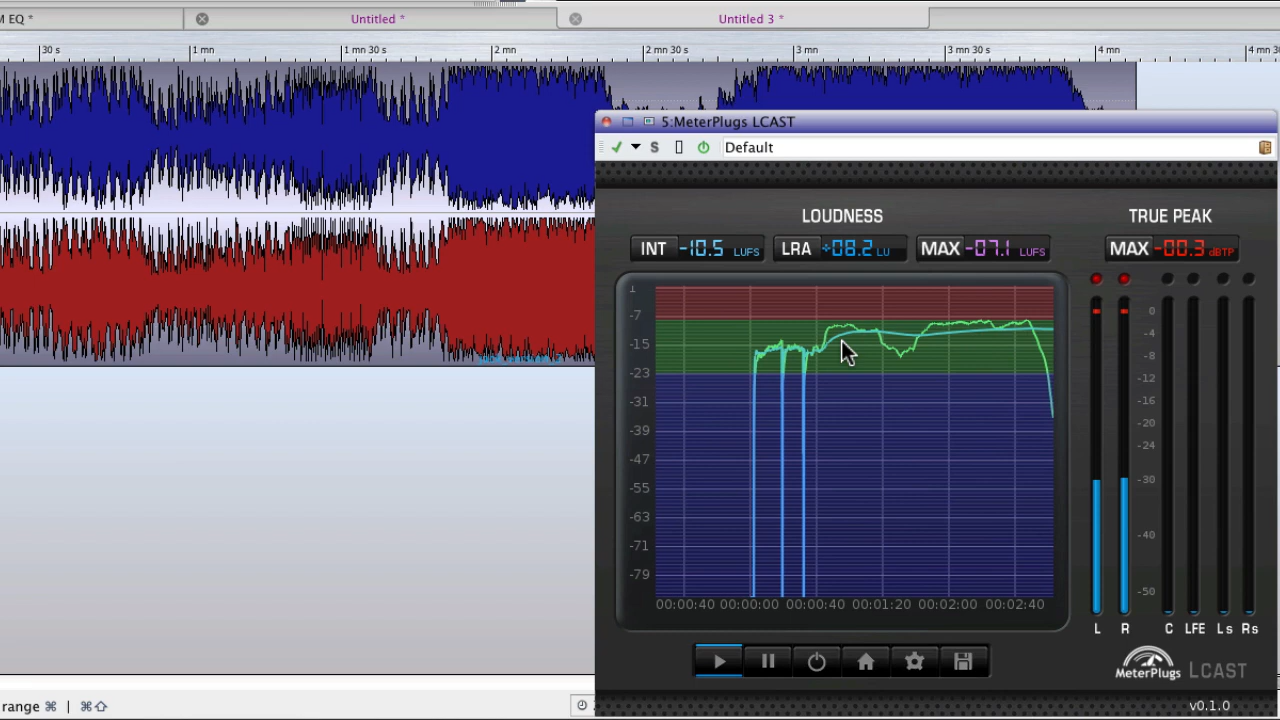 M EQ *
Untitled *
Untitled 3 *
30 s
1 mn
1 mn 30 s
2 mn
2 mn 30 s
3 mn
3 mn 30 s
4 mn
4 mn 3
5:MeterPlugs LCAST
S
Default
LOUDNESS
TRUE PEAK
INT -10.5 LUFS
LRA +08.2 LU
MAX -07.1 LUFS
MAX -00.3 dBTP
1
-7
-15
-23
-31
-39
-47
-55
-63
-71
-79
00:00:40 00:00:00 00:00:40 00:01:20 00:02:00 00:02:40
0
-4
-8
-12
-16
-20
-24
-30
-40
-50
L R C LFE Ls Rs
MeterPlugs LCAST
v0.1.0
range ⌘ | ⌘⇧